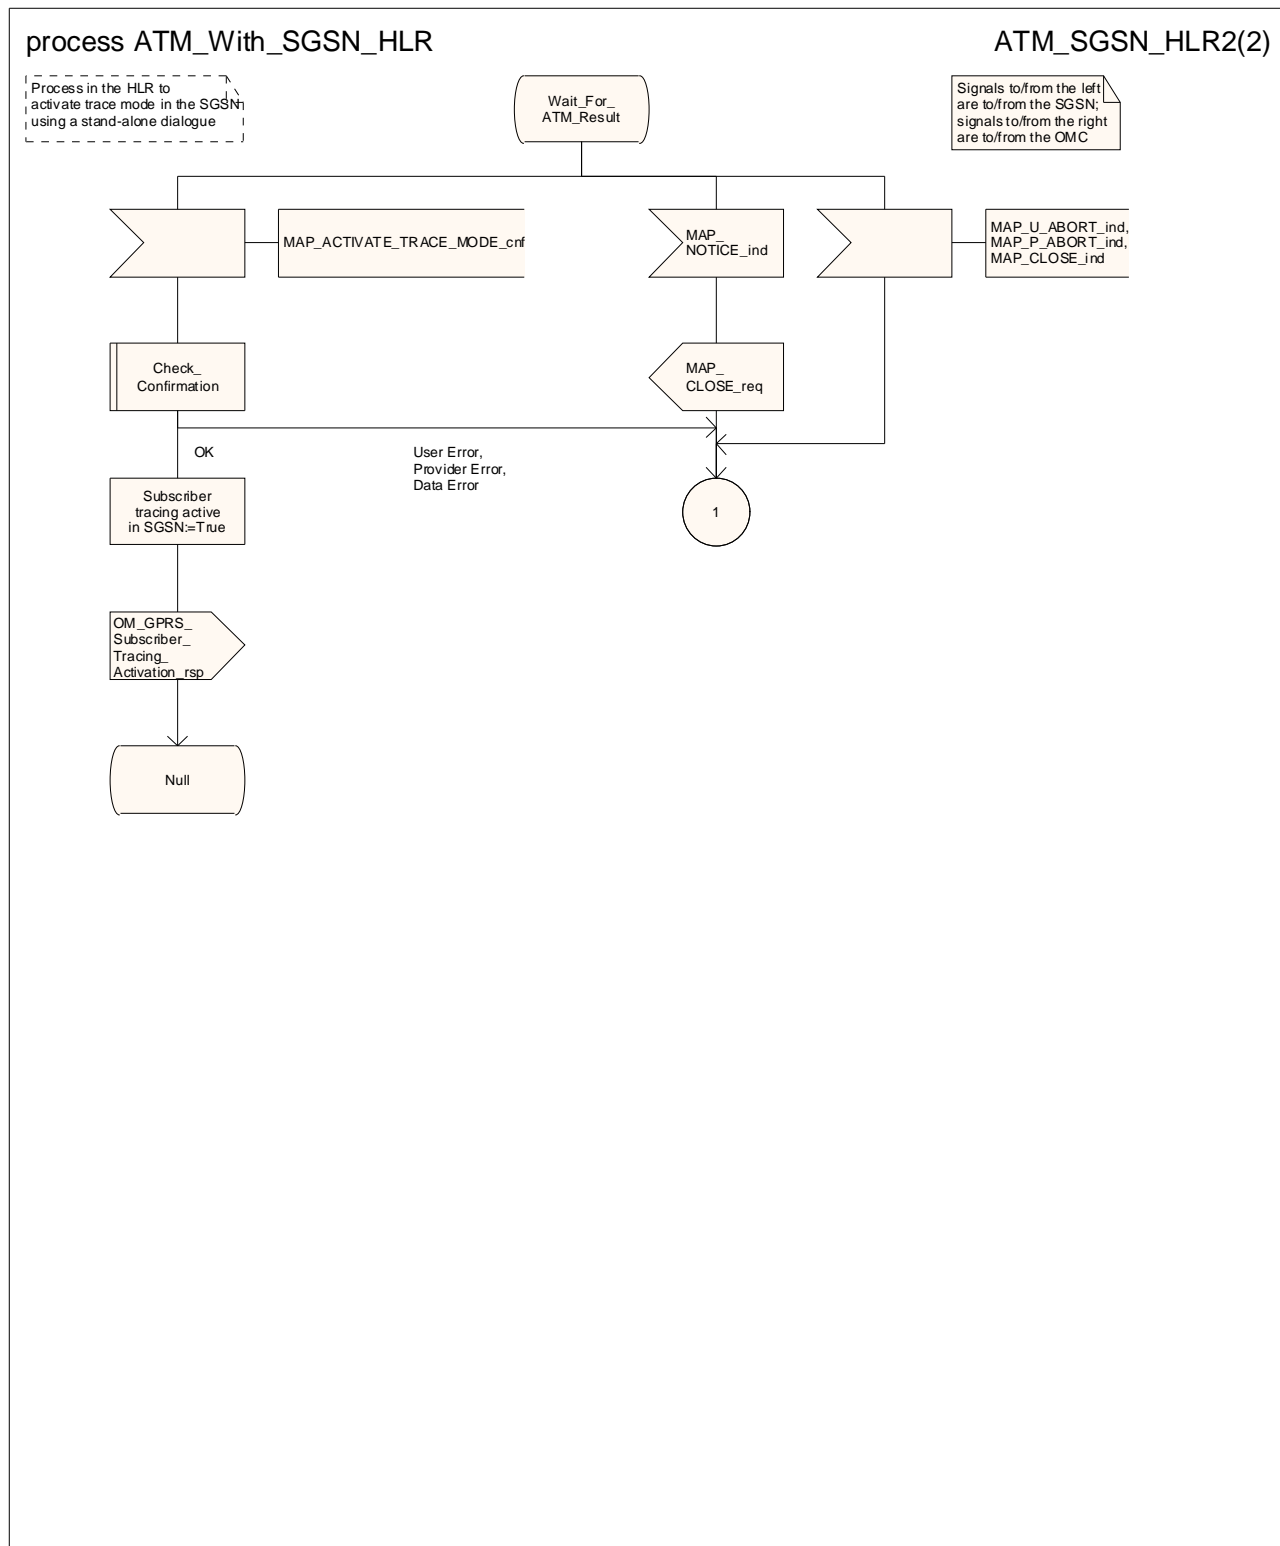 process ATM_With_SGSN_HLR
ATM_SGSN_HLR2(2)
Process in the HLR to
activate trace mode in the SGSN
using a stand-alone dialogue
Wait_For_
ATM_Result
Signals to/from the left
are to/from the SGSN;
signals to/from the right
are to/from the OMC
MAP_ACTIVATE_TRACE_MODE_cnf
MAP_
NOTICE_ind
MAP_U_ABORT_ind,
MAP_P_ABORT_ind,
MAP_CLOSE_ind
Check_
Confirmation
MAP_
CLOSE_req
OK
User Error,
Provider Error,
Data Error
Subscriber
tracing active
in SGSN:=True
1
OM_GPRS_
Subscriber_
Tracing_
Activation_rsp
Null